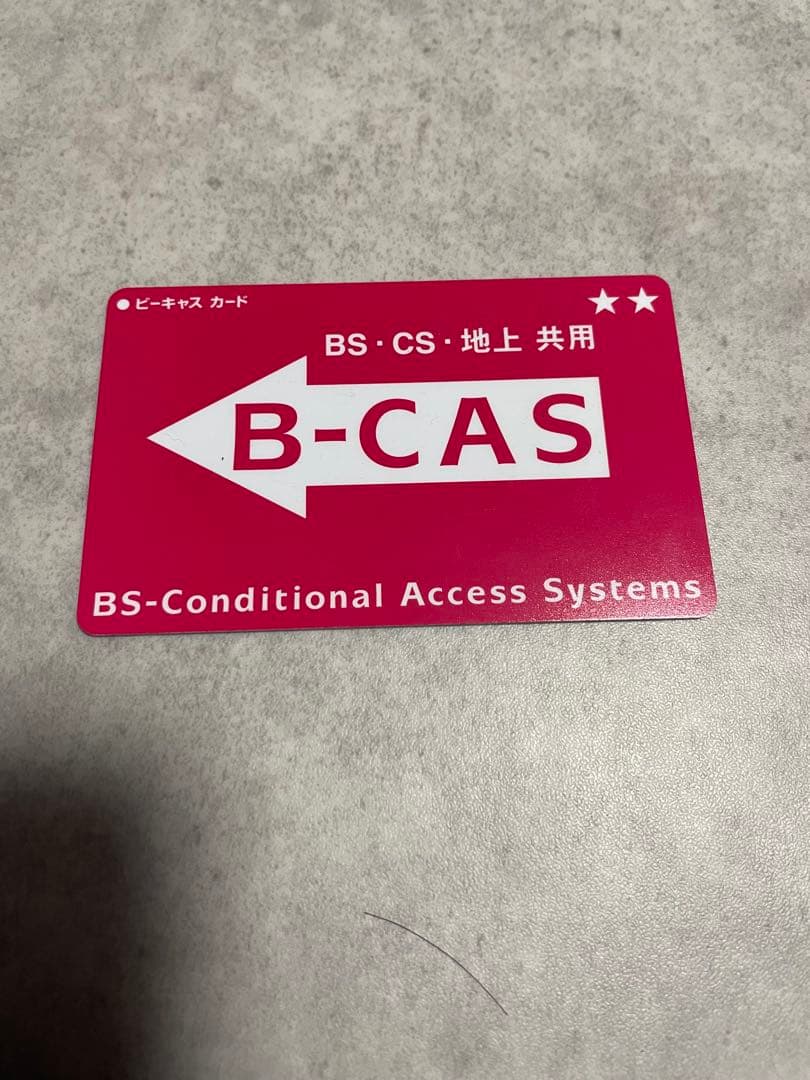 ●ビーキャス カード
★★
BS・CS・地上 共用
B-CAS
BS-Conditional Access Systems